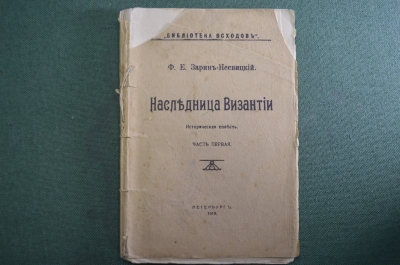 „БИБЛІОТЕКА ВСХОДОВЪ".
Ф. Е. Заринъ-Несвицкій.
Наслѣдница Византіи
Историческая повѣсть.
ЧАСТЬ ПЕРВАЯ.
ПЕТЕРБУРГЪ.